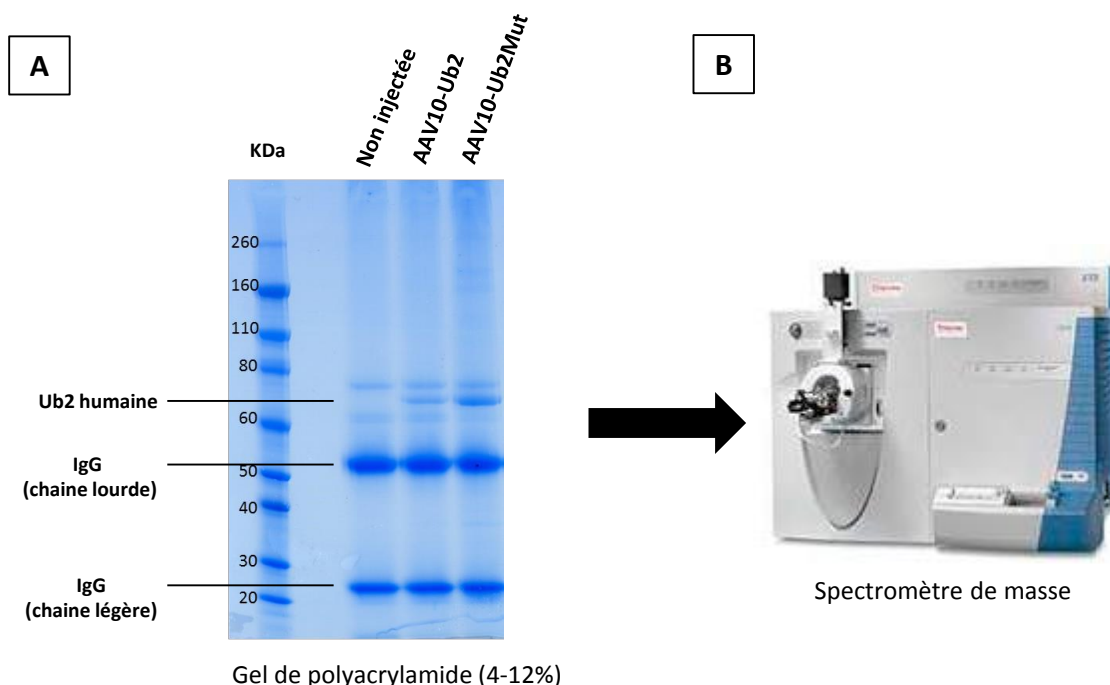 A
B
Non injectée
AAV10-Ub2
AAV10-Ub2Mut
KDa
260
160
110
80
Ub2 humaine
60
IgG
(chaine lourde)
50
40
30
IgG
(chaine légère)
20
Spectromètre de masse
Gel de polyacrylamide (4-12%)